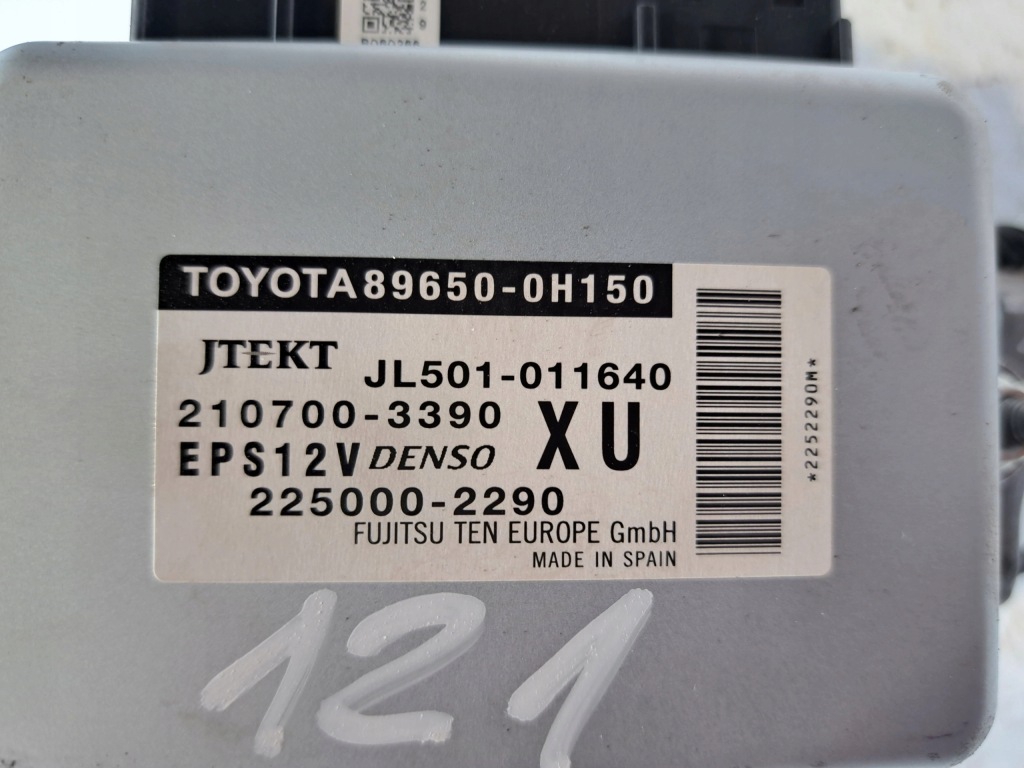 TOYOTA 89650-0H150
JTEKT JL501-011640
210700-3390 XU
EPS12V DENSO
225000-2290
FUJITSU TEN EUROPE GmbH
MADE IN SPAIN
*2252290M*
121